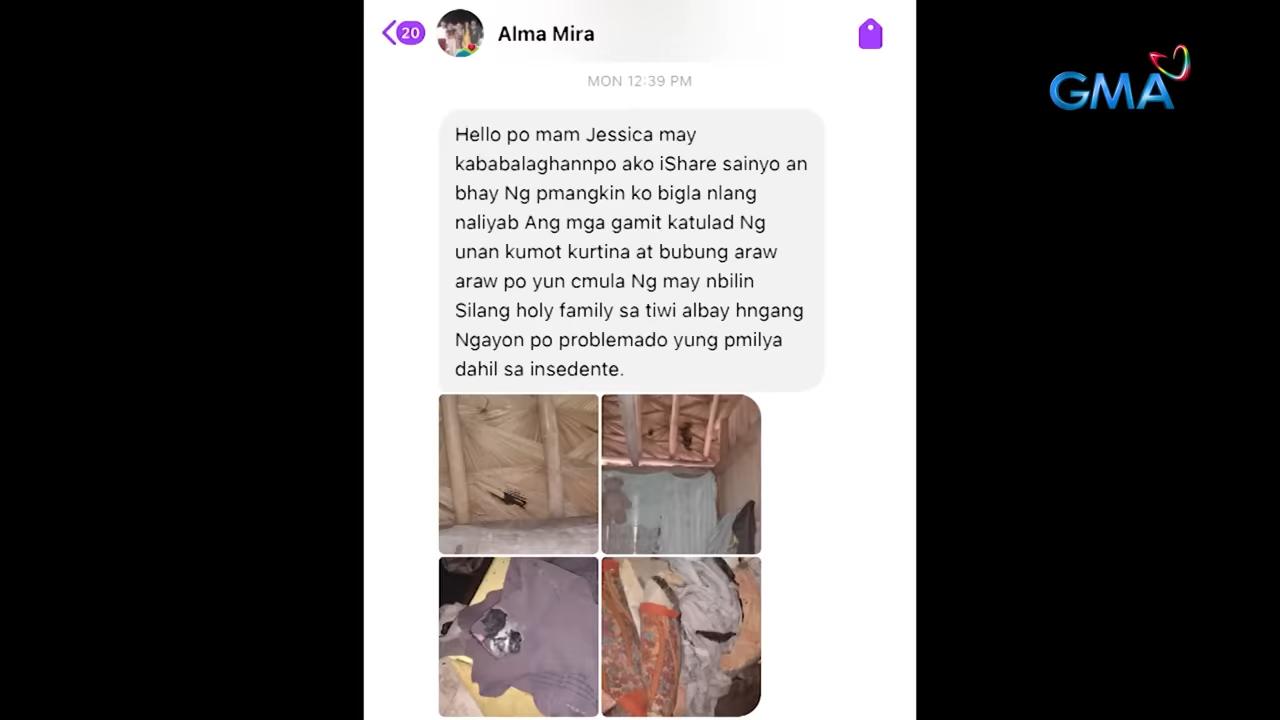 20
Alma Mira
GMA
MON 12:39 PM
Hello po mam Jessica may
kababalaghannpo ako iShare sainyo an
bhay Ng pmangkin ko bigla nlang
naliyab Ang mga gamit katulad Ng
unan kumot kurtina at bubung araw
araw po yun cmula Ng may nbilin
Silang holy family sa tiwi albay hngang
Ngayon po problemado yung pmilya
dahil sa insedente.